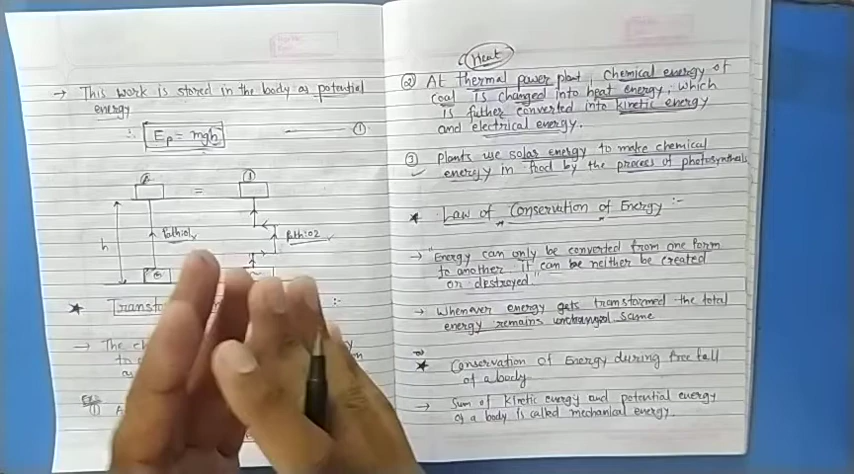 → This work is stored in the body as potential
energy
∴ Ep = mgh ——— ①
=
①
h
Path101
Path102
* Transfo :-
→ The c
to
Ex:-
① A
Heat
② At thermal power plant, chemical energy of
coal is changed into heat energy, which
is futher converted into kinetic energy
and electrical energy.
③ Plants use solar energy to make chemical
energy in food by the process of photosynthesis
* Law of Conservation of Energy :-
→ "Energy can only be converted from one form
to another. it can be neither be created
or destroyed"
→ Whenever energy gets transformed the total
energy remains unchanged same
* Conservation of Energy during free fall
of a body
→ Sum of Kinetic energy and potential energy
of a body is called mechanical energy.